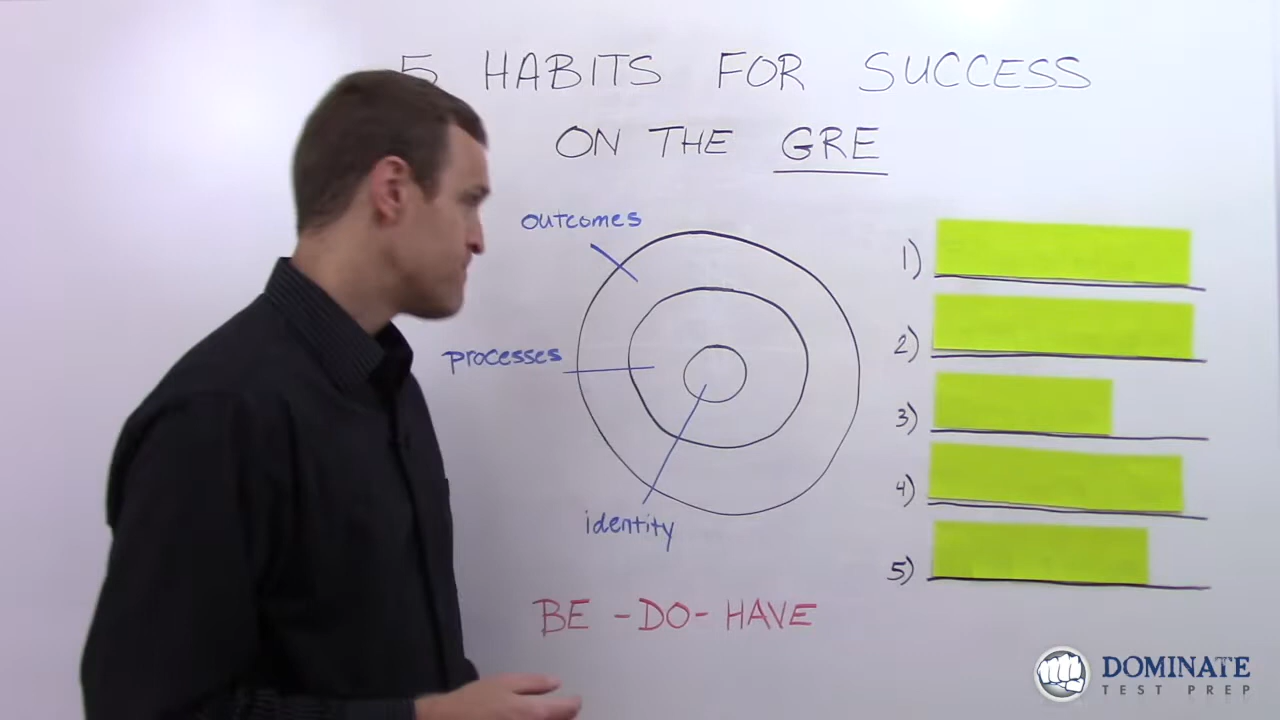 5 HABITS FOR SUCCESS
ON THE GRE
outcomes
processes
identity
BE - DO - HAVE
1)
2)
3)
4)
5)
DOMINATE
TEST PREP